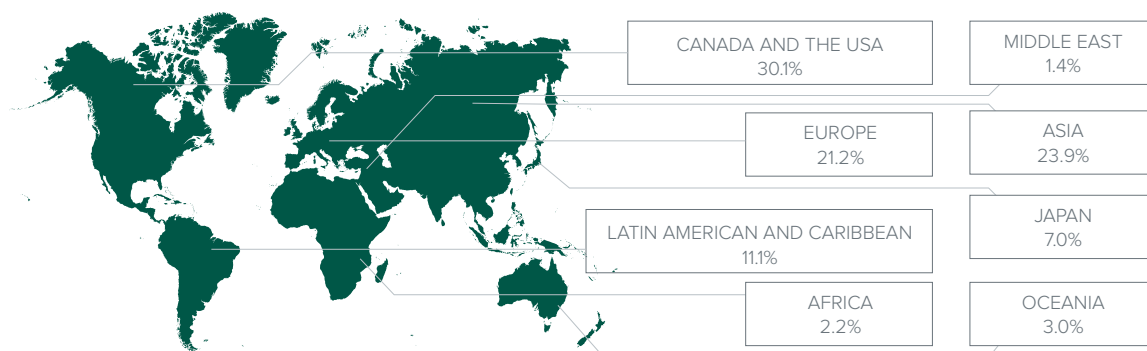 CANADA AND THE USA
30.1%
MIDDLE EAST
1.4%
EUROPE
21.2%
ASIA
23.9%
LATIN AMERICAN AND CARIBBEAN
11.1%
JAPAN
7.0%
AFRICA
2.2%
OCEANIA
3.0%